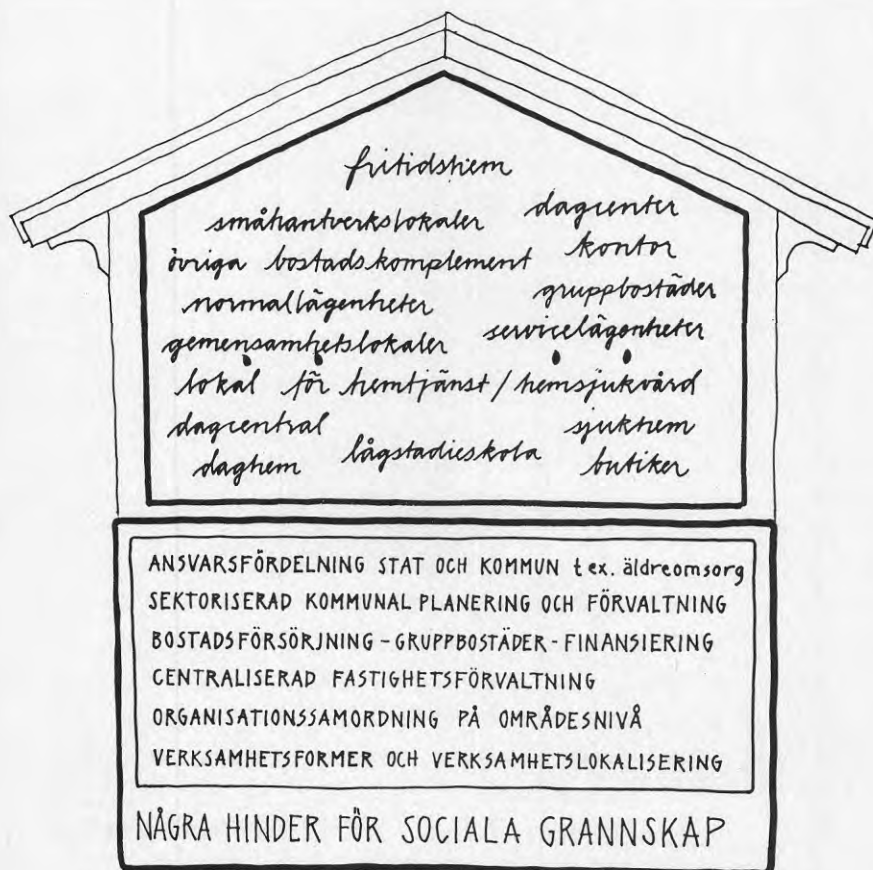 fritidshem
småhantverkslokaler dagcenter
övriga bostadskomplement kontor
normallägenheter gruppbostäder
gemensamhetslokaler servicelägenheter
lokal för hemtjänst / hemsjukvård
dagcentral sjukhem
daghem lågstadieskola butiker
ANSVARSFÖRDELNING STAT OCH KOMMUN t ex. äldreomsorg
SEKTORISERAD KOMMUNAL PLANERING OCH FÖRVALTNING
BOSTADSFÖRSÖRJNING - GRUPPBOSTÄDER - FINANSIERING
CENTRALISERAD FASTIGHETSFÖRVALTNING
ORGANISATIONSSAMORDNING PÅ OMRÅDESNIVÅ
VERKSAMHETSFORMER OCH VERKSAMHETSLOKALISERING
NÅGRA HINDER FÖR SOCIALA GRANNSKAP